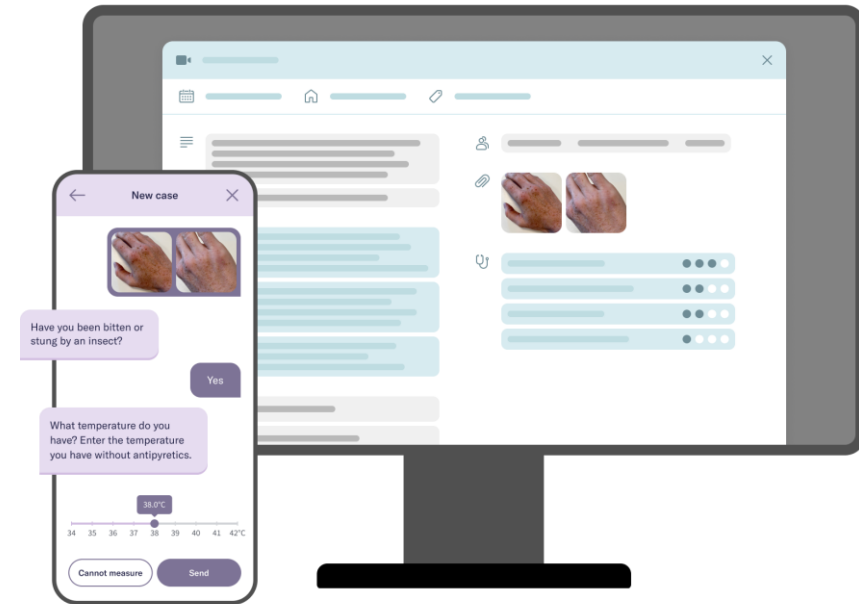 New case
Have you been bitten or
stung by an insect?
Yes
What temperature do you
have? Enter the temperature
you have without antipyretics.
38.0°C
34 35 36 37 38 39 40 41 42°C
Cannot measure Send